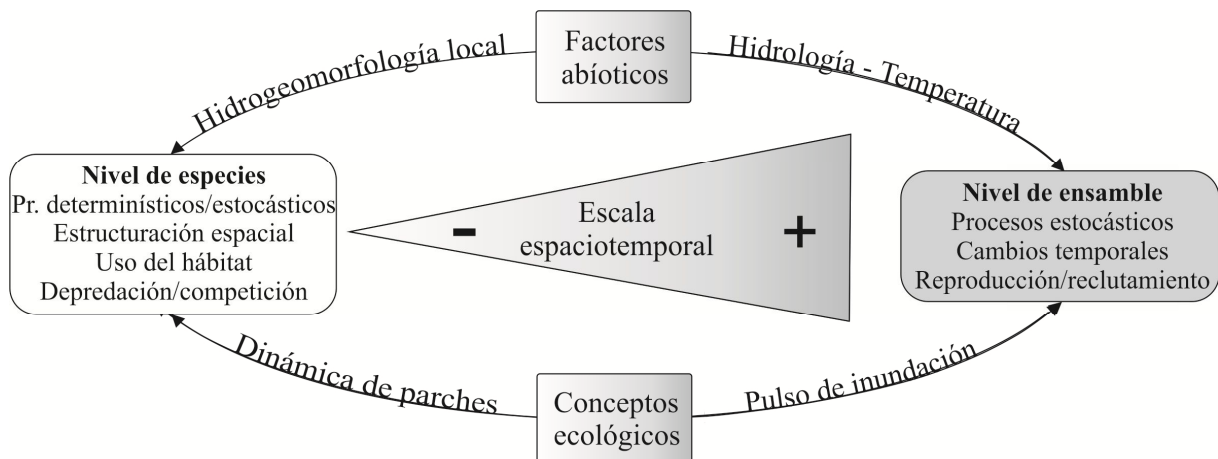 Factores
abíoticos
Hidrogeomorfología local
Hidrología - Temperatura
Nivel de especies
Pr. determinísticos/estocásticos
Estructuración espacial
Uso del hábitat
Depredación/competición
-
Escala
espaciotemporal
+
Nivel de ensamble
Procesos estocásticos
Cambios temporales
Reproducción/reclutamiento
Dinámica de parches
Pulso de inundación
Conceptos
ecológicos